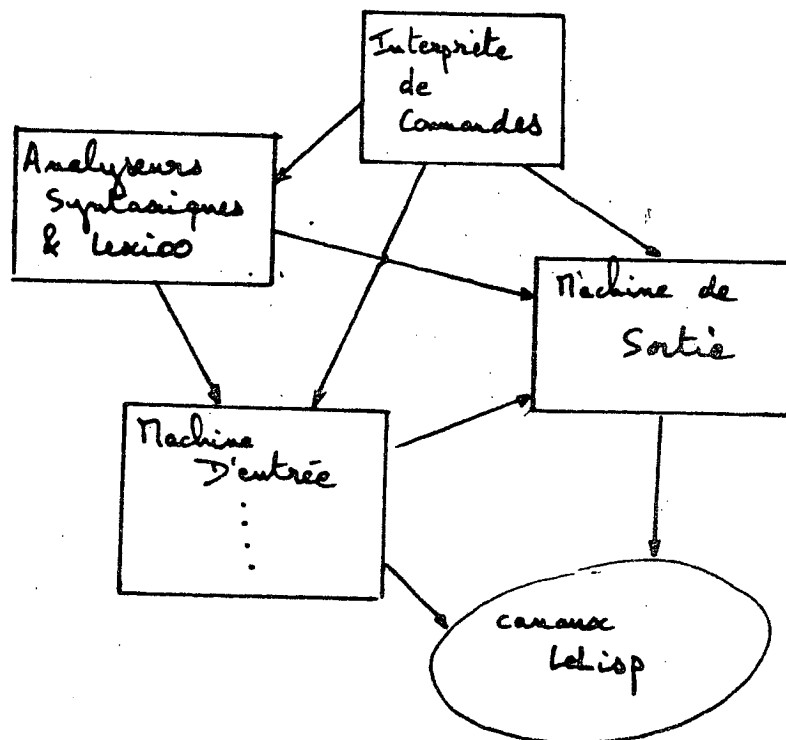 Interprète
de
Commandes
Analyseurs
Syntaxiques
& Lexico
Machine de
Sortie
Machine
D'entrée
canaux
LeLisp